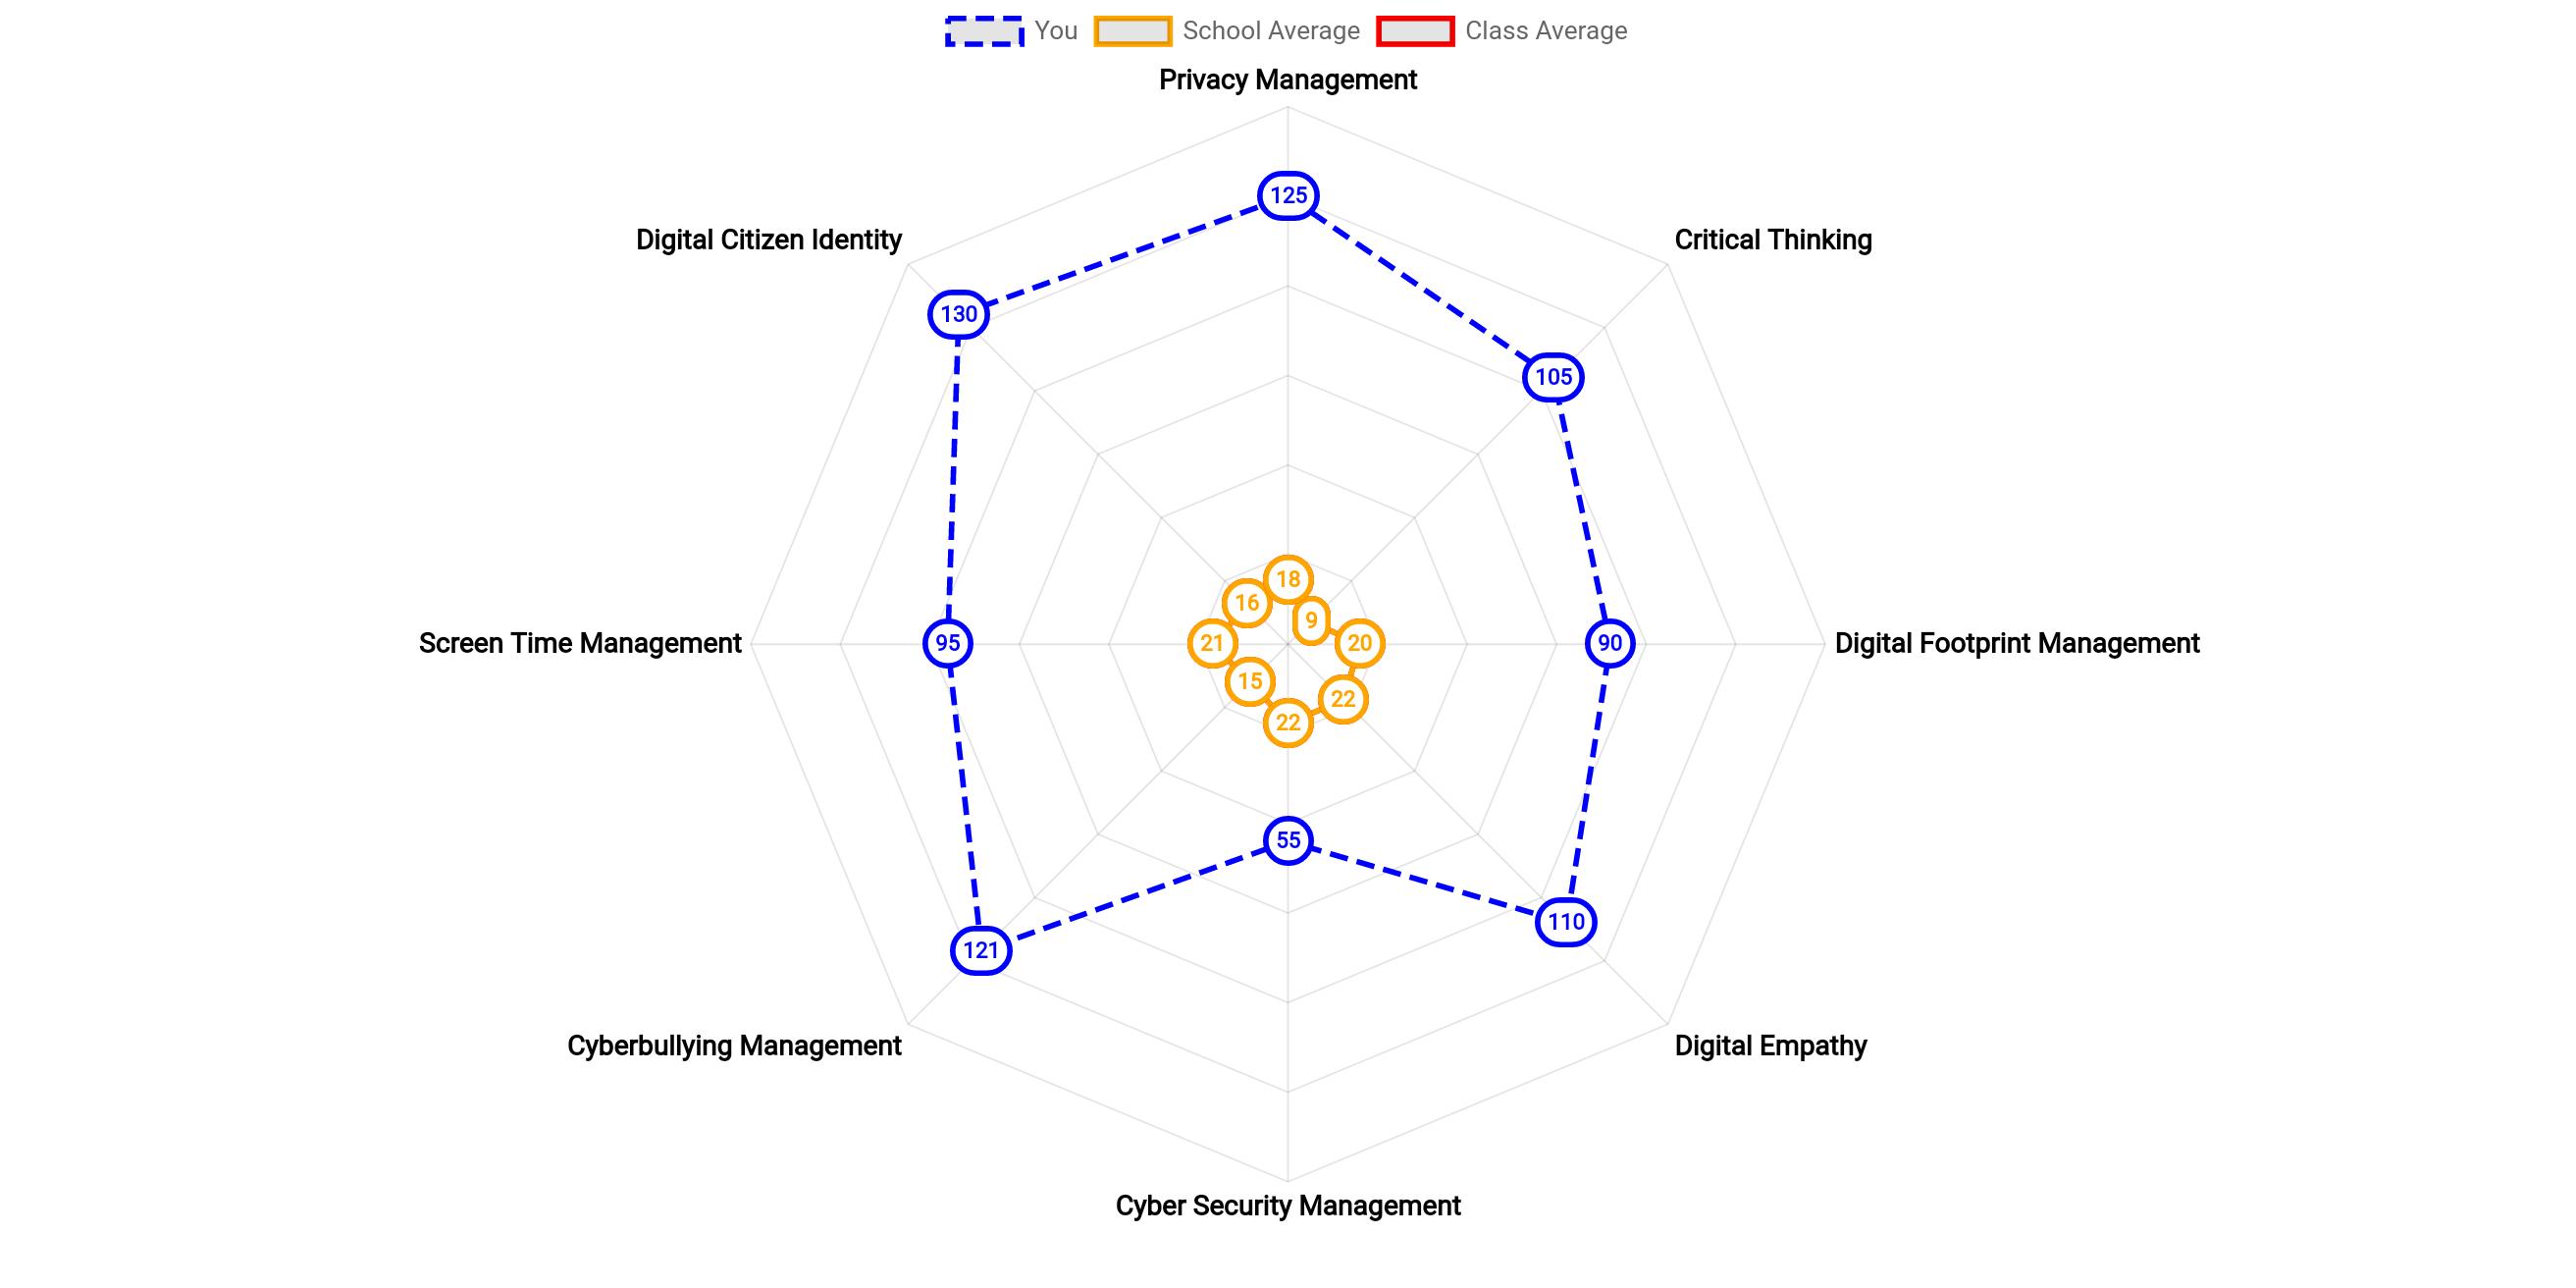 You School Average Class Average
Privacy Management
125
Digital Citizen Identity
Critical Thinking
130
105
18
16
9
Screen Time Management
95
21
20
90
Digital Footprint Management
15
22
22
55
110
121
Cyberbullying Management
Digital Empathy
Cyber Security Management